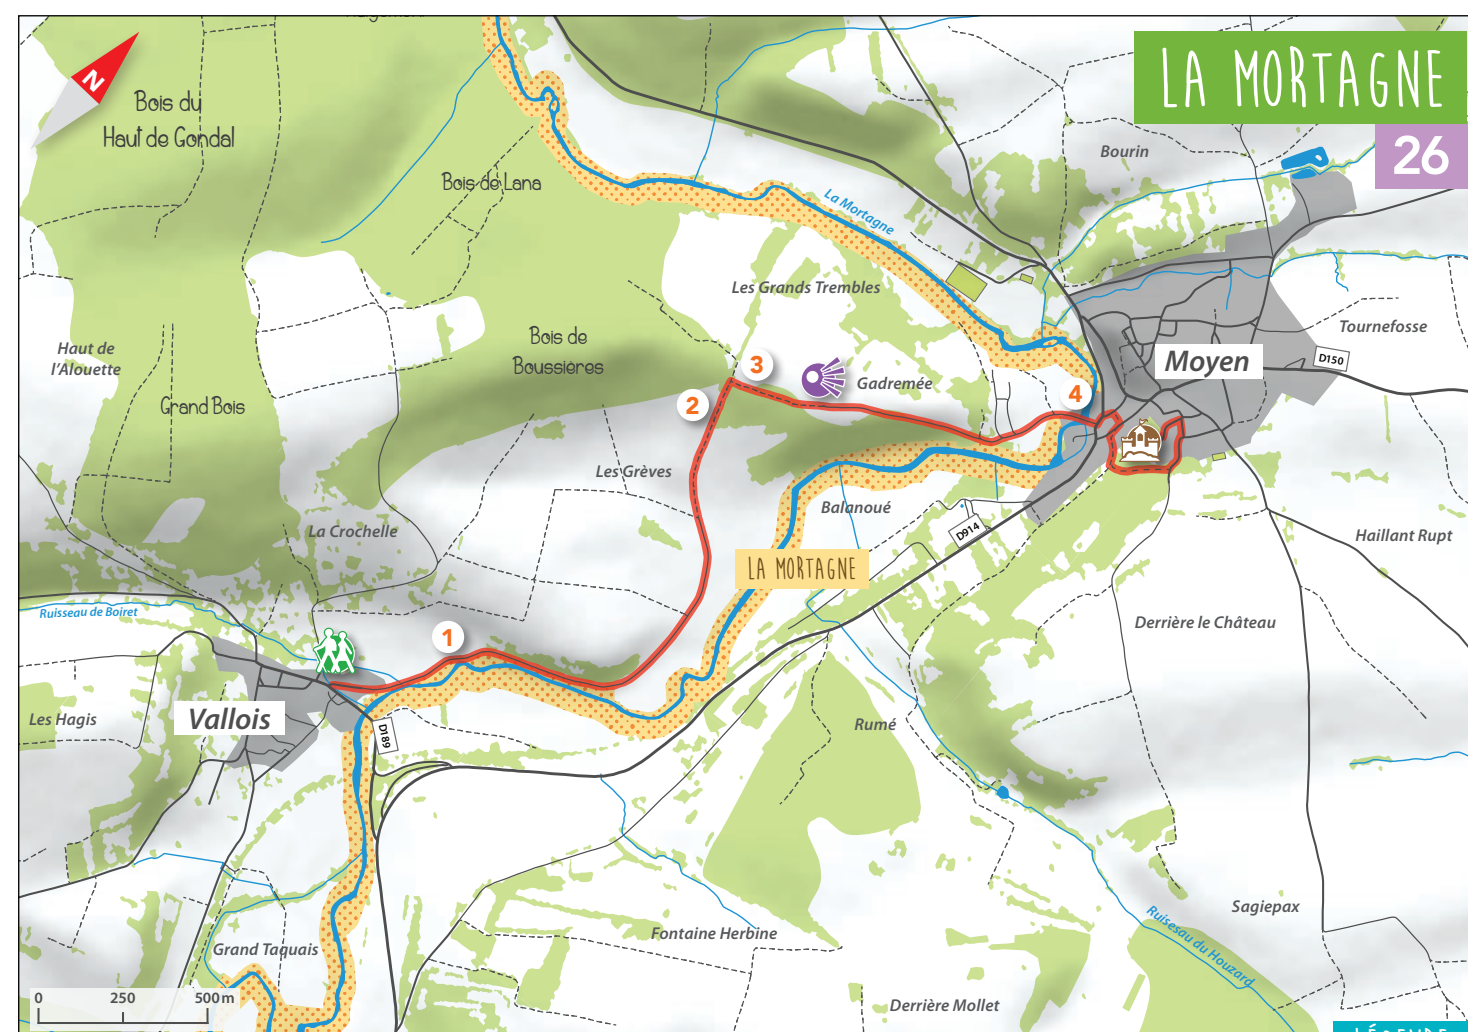 LA MORTAGNE
26
N
Bois du
Haut de Gondal
Bois de Lana
Bourin
La Mortagne
Les Grands Trembles
Tournefosse
Haut de
l'Alouette
Bois de
Boussières
Moyen
D150
3
Gadremée
2
4
Grand Bois
Les Grèves
Balanoué
La Crochelle
D914
Haillant Rupt
LA MORTAGNE
Ruisseau de Boiret
Derrière le Château
1
Les Hagis
Vallois
D189
Rumé
Sagiepax
Ruiseau du Houzard
Fontaine Herbine
Grand Taquais
Derrière Mollet
0 250 500 m